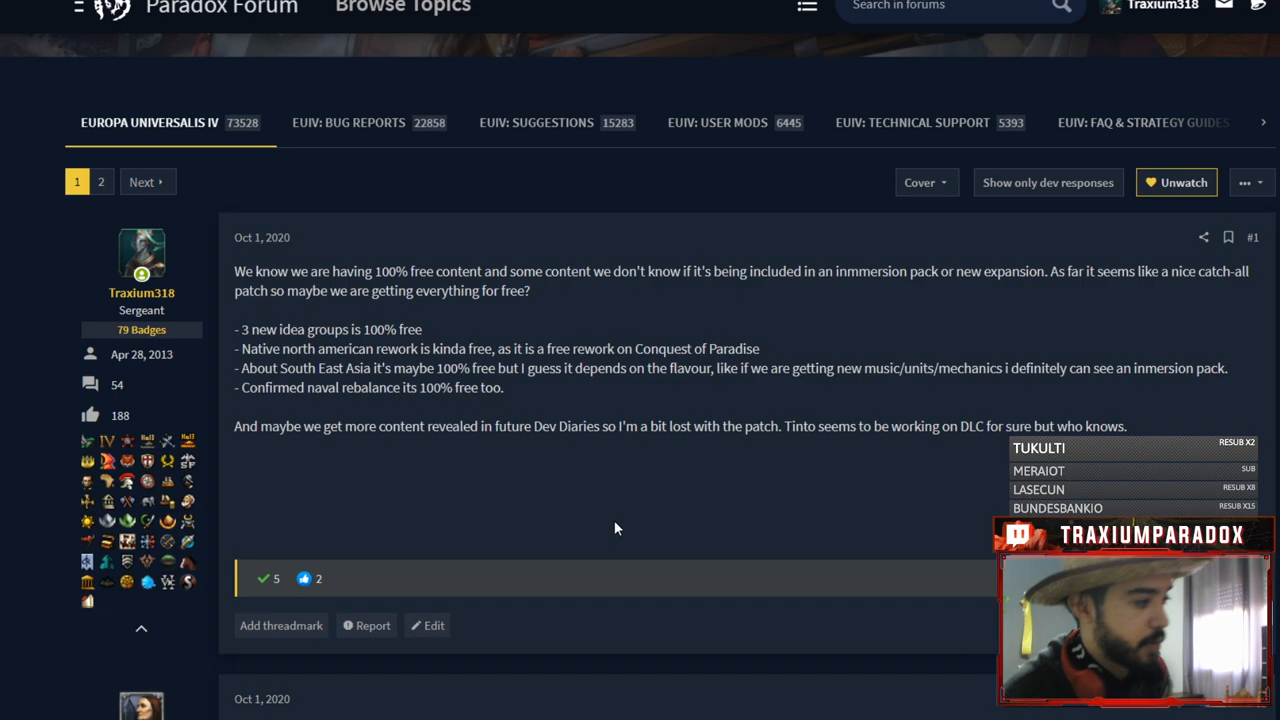 Paradox Forum
Browse Topics
Search in forums
Traxium318
EUROPA UNIVERSALIS IV 73528
EUIV: BUG REPORTS 22858
EUIV: SUGGESTIONS 15283
EUIV: USER MODS 6445
EUIV: TECHNICAL SUPPORT 5393
EUIV: FAQ & STRATEGY GUIDES
1
2
Next
Cover
Show only dev responses
Unwatch
Traxium318
Sergeant
79 Badges
Apr 28, 2013
54
188
Oct 1, 2020
#1
We know we are having 100% free content and some content we don't know if it's being included in an inmmersion pack or new expansion. As far it seems like a nice catch-all
patch so maybe we are getting everything for free?
- 3 new idea groups is 100% free
- Native north american rework is kinda free, as it is a free rework on Conquest of Paradise
- About South East Asia it's maybe 100% free but I guess it depends on the flavour, like if we are getting new music/units/mechanics i definitely can see an inmersion pack.
- Confirmed naval rebalance its 100% free too.
And maybe we get more content revealed in future Dev Diaries so I'm a bit lost with the patch. Tinto seems to be working on DLC for sure but who knows.
5
2
Add threadmark
Report
Edit
Oct 1, 2020
TUKULTI RESUB X2
MERAIOT SUB
LASECUN RESUB X8
BUNDESBANKIO RESUB X15
TRAXIUMPARADOX